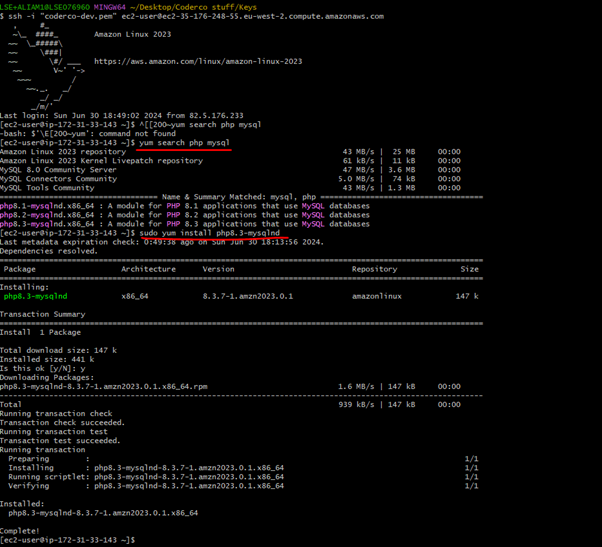 LSE+ALIAM1@LSE076960 MINGW64 ~/Desktop/Coderco stuff/Keys
$ ssh -i "coderco-dev.pem" ec2-user@ec2-35-176-248-55.eu-west-2.compute.amazonaws.com
   ,     #_
   ~\_  ####_        Amazon Linux 2023
  ~~  \_#####\
  ~~     \###|
  ~~       \#/ ___   https://aws.amazon.com/linux/amazon-linux-2023
   ~~       V~' '->
    ~~~         /
      ~~._.   _/
         _/ _/
       _/m/'
Last login: Sun Jun 30 18:49:02 2024 from 82.5.176.233
[ec2-user@ip-172-31-33-143 ~]$ ^[[200~yum search php mysql
-bash: $'\E[200~yum': command not found
[ec2-user@ip-172-31-33-143 ~]$ yum search php mysql
Amazon Linux 2023 repository 43 MB/s | 25 MB 00:00
Amazon Linux 2023 Kernel Livepatch repository 61 kB/s | 11 kB 00:00
MySQL 8.0 Community Server 47 MB/s | 3.6 MB 00:00
MySQL Connectors Community 5.0 MB/s | 74 kB 00:00
MySQL Tools Community 43 MB/s | 1.3 MB 00:00
================================ Name & Summary Matched: mysql, php ================================
php8.1-mysqlnd.x86_64 : A module for PHP 8.1 applications that use MySQL databases
php8.2-mysqlnd.x86_64 : A module for PHP 8.2 applications that use MySQL databases
php8.3-mysqlnd.x86_64 : A module for PHP 8.3 applications that use MySQL databases
[ec2-user@ip-172-31-33-143 ~]$ sudo yum install php8.3-mysqlnd
Last metadata expiration check: 0:49:38 ago on Sun Jun 30 18:13:56 2024.
Dependencies resolved.
====================================================================================================
Package Architecture Version Repository Size
====================================================================================================
Installing:
php8.3-mysqlnd x86_64 8.3.7-1.amzn2023.0.1 amazonlinux 147 k

Transaction Summary
====================================================================================================
Install  1 Package

Total download size: 147 k
Installed size: 441 k
Is this ok [y/N]: y
Downloading Packages:
php8.3-mysqlnd-8.3.7-1.amzn2023.0.1.x86_64.rpm 1.6 MB/s | 147 kB 00:00
----------------------------------------------------------------------------------------------------
Total 939 kB/s | 147 kB 00:00
Running transaction check
Transaction check succeeded.
Running transaction test
Transaction test succeeded.
Running transaction
Preparing : 1/1
Installing : php8.3-mysqlnd-8.3.7-1.amzn2023.0.1.x86_64 1/1
Running scriptlet: php8.3-mysqlnd-8.3.7-1.amzn2023.0.1.x86_64 1/1
Verifying : php8.3-mysqlnd-8.3.7-1.amzn2023.0.1.x86_64 1/1

Installed:
php8.3-mysqlnd-8.3.7-1.amzn2023.0.1.x86_64

Complete!
[ec2-user@ip-172-31-33-143 ~]$